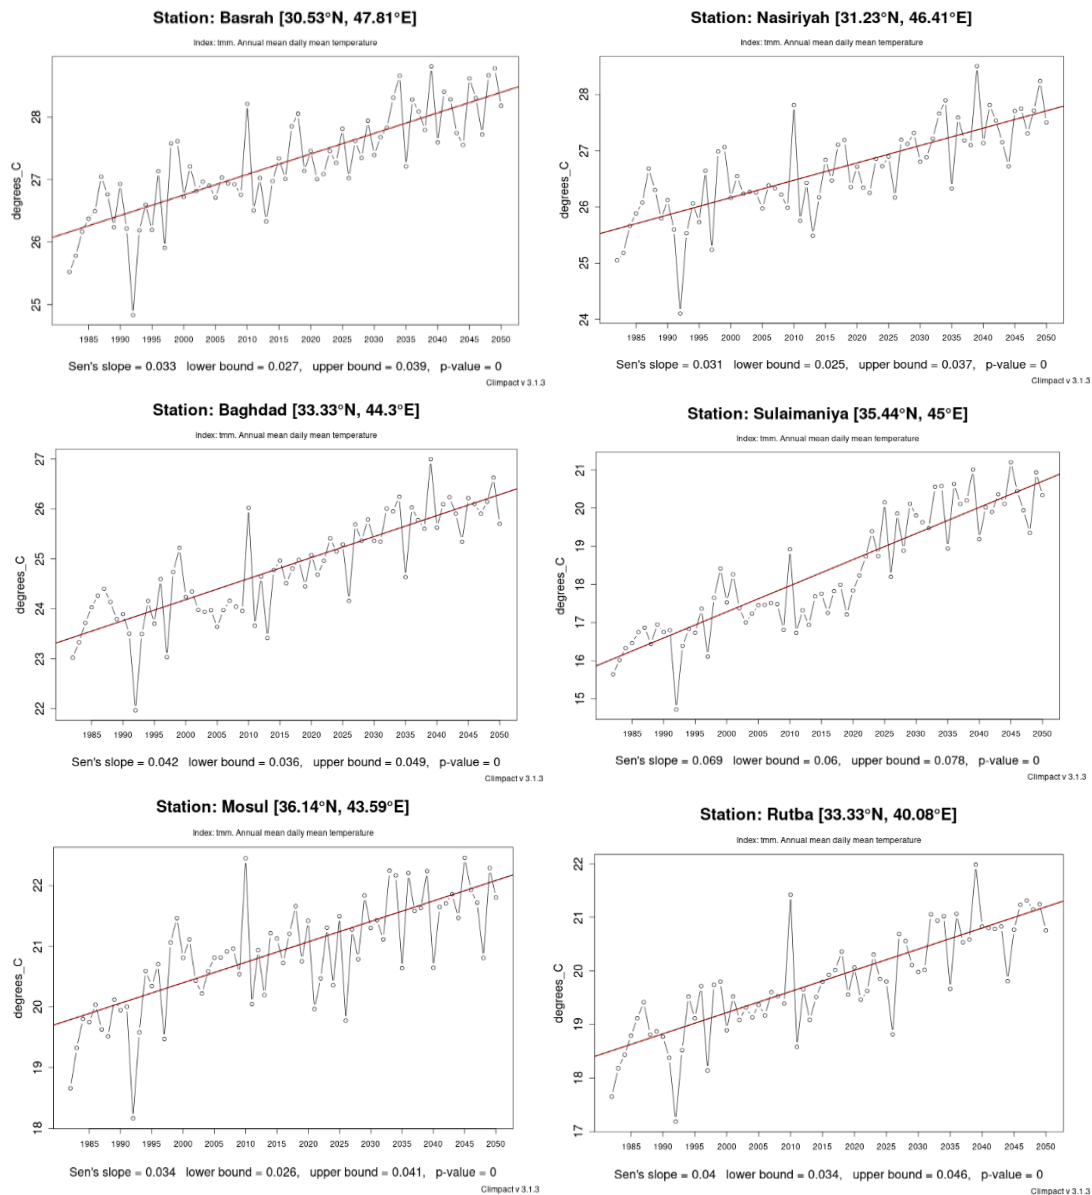 Station: Basrah [30.53°N, 47.81°E]
Index: tmm. Annual mean daily mean temperature
degrees_C
28
27
26
25
1985 1990 1995 2000 2005 2010 2015 2020 2025 2030 2035 2040 2045 2050
Sen's slope = 0.033 lower bound = 0.027, upper bound = 0.039, p-value = 0
Climpact v 3.1.3
Station: Nasiriyah [31.23°N, 46.41°E]
Index: tmm. Annual mean daily mean temperature
degrees_C
28
27
26
25
24
1985 1990 1995 2000 2005 2010 2015 2020 2025 2030 2035 2040 2045 2050
Sen's slope = 0.031 lower bound = 0.025, upper bound = 0.037, p-value = 0
Climpact v 3.1.3
Station: Baghdad [33.33°N, 44.3°E]
Index: tmm. Annual mean daily mean temperature
degrees_C
27
26
25
24
23
22
1985 1990 1995 2000 2005 2010 2015 2020 2025 2030 2035 2040 2045 2050
Sen's slope = 0.042 lower bound = 0.036, upper bound = 0.049, p-value = 0
Climpact v 3.1.3
Station: Sulaimaniya [35.44°N, 45°E]
Index: tmm. Annual mean daily mean temperature
degrees_C
21
20
19
18
17
16
15
1985 1990 1995 2000 2005 2010 2015 2020 2025 2030 2035 2040 2045 2050
Sen's slope = 0.069 lower bound = 0.06, upper bound = 0.078, p-value = 0
Climpact v 3.1.3
Station: Mosul [36.14°N, 43.59°E]
Index: tmm. Annual mean daily mean temperature
degrees_C
22
21
20
19
18
1985 1990 1995 2000 2005 2010 2015 2020 2025 2030 2035 2040 2045 2050
Sen's slope = 0.034 lower bound = 0.026, upper bound = 0.041, p-value = 0
Climpact v 3.1.3
Station: Rutba [33.33°N, 40.08°E]
Index: tmm. Annual mean daily mean temperature
degrees_C
22
21
20
19
18
17
1985 1990 1995 2000 2005 2010 2015 2020 2025 2030 2035 2040 2045 2050
Sen's slope = 0.04 lower bound = 0.034, upper bound = 0.046, p-value = 0
Climpact v 3.1.3